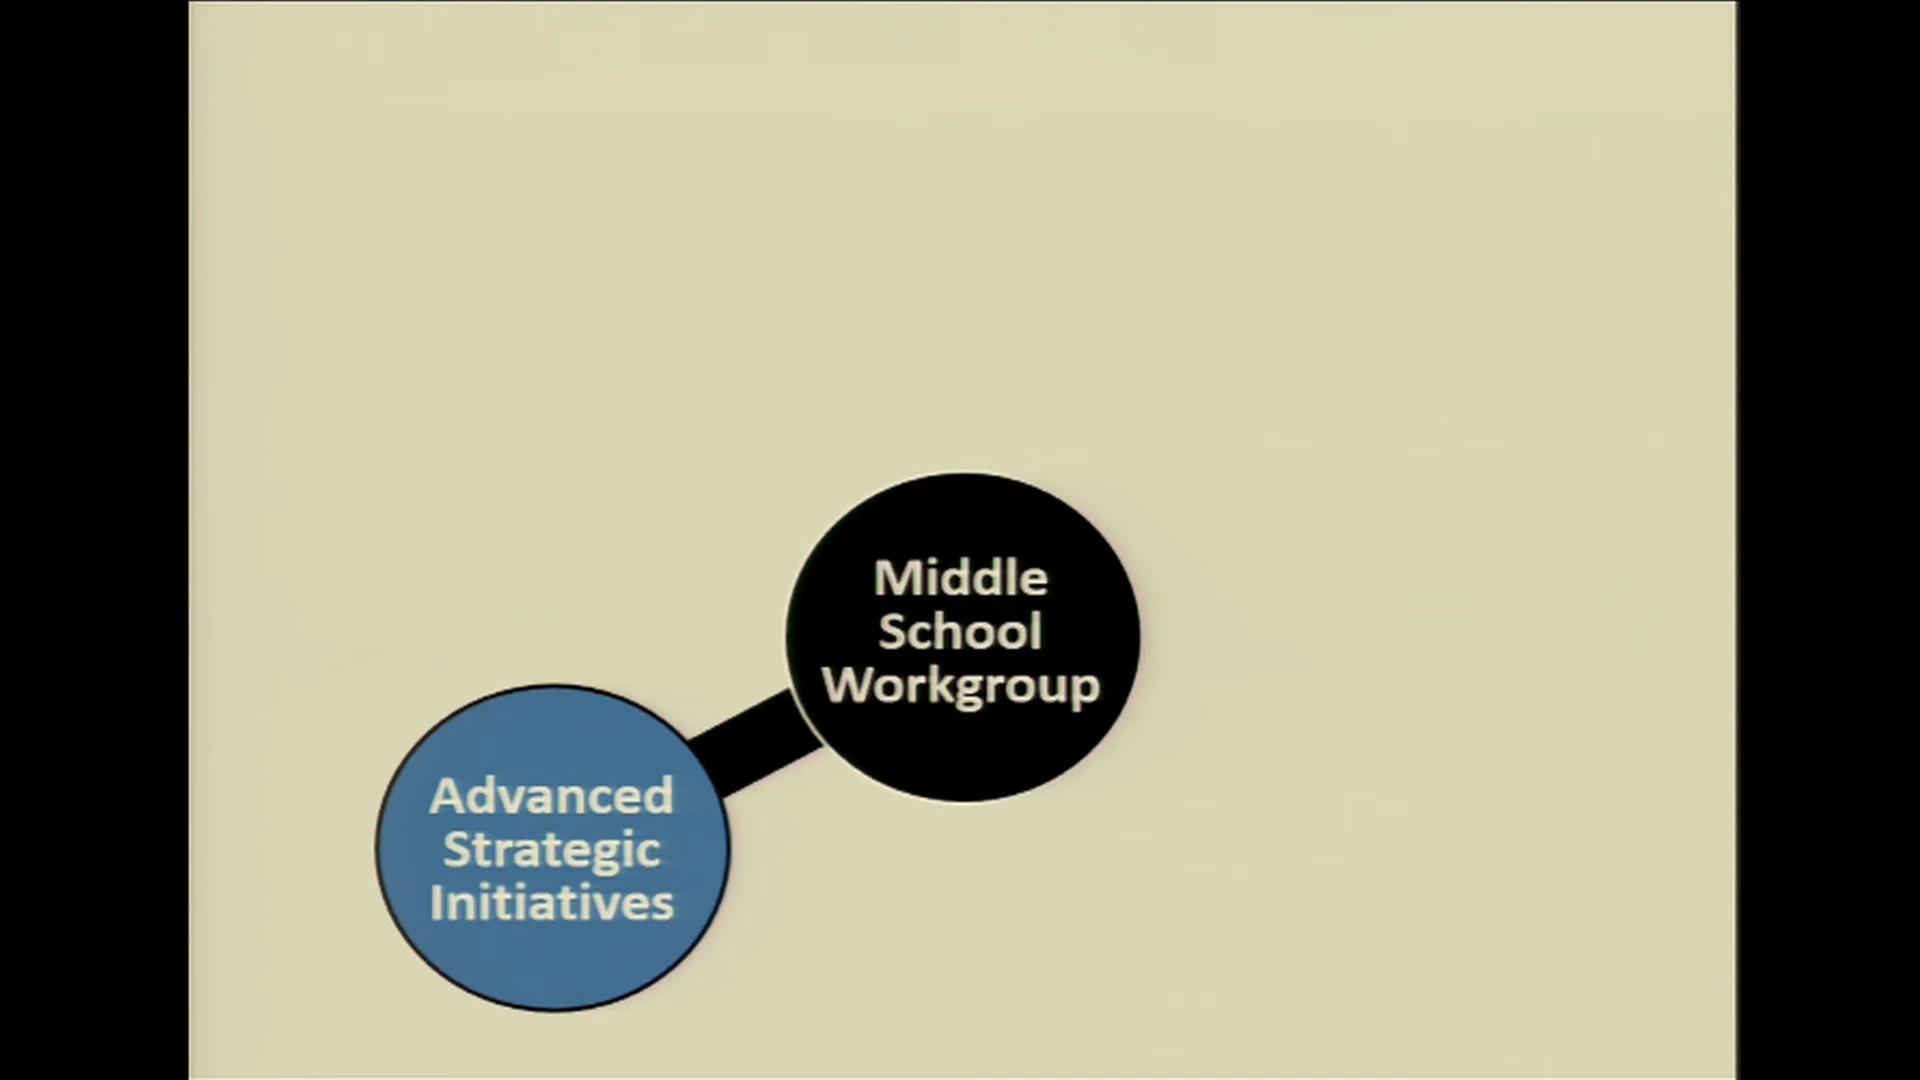 Middle
School
Workgroup
Advanced
Strategic
Initiatives